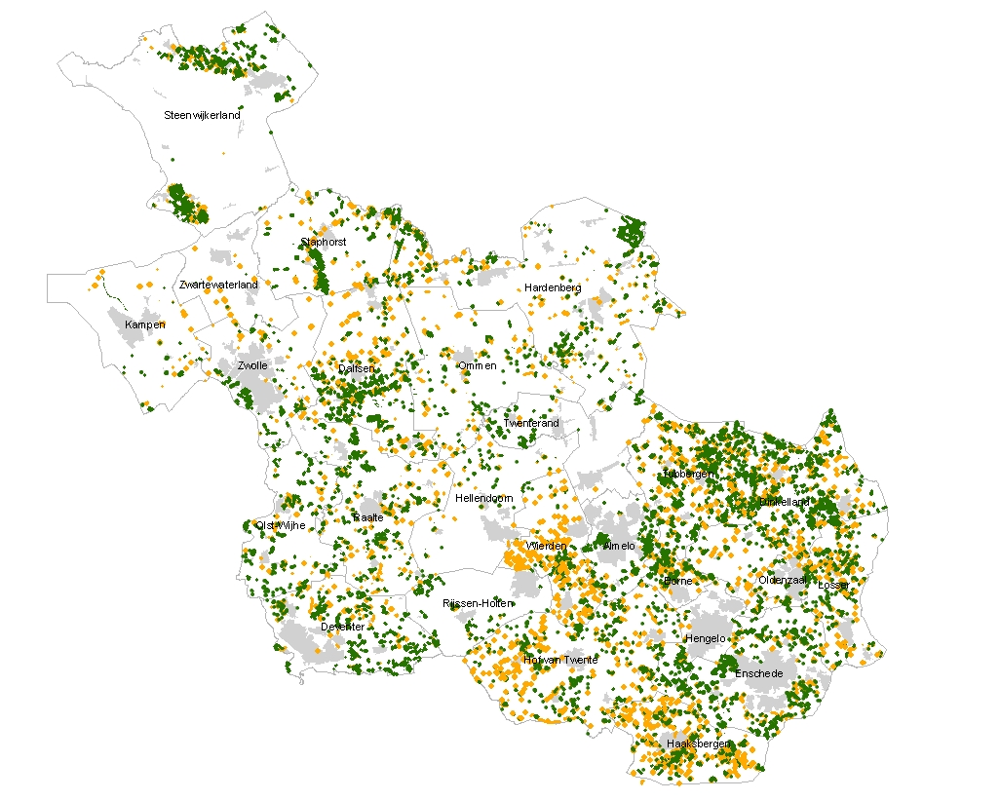 Steenwijkerland
Staphorst
Zwartewaterland
Hardenberg
Kampen
Zwolle
Dalfsen
Ommen
Twenterand
Tubbergen
Dinkelland
Hellendoorn
Raalte
Olst-Wijhe
Wierden
Almelo
Borne
Oldenzaal
Losser
Rijssen-Holten
Deventer
Hengelo
Hof van Twente
Enschede
Haaksbergen